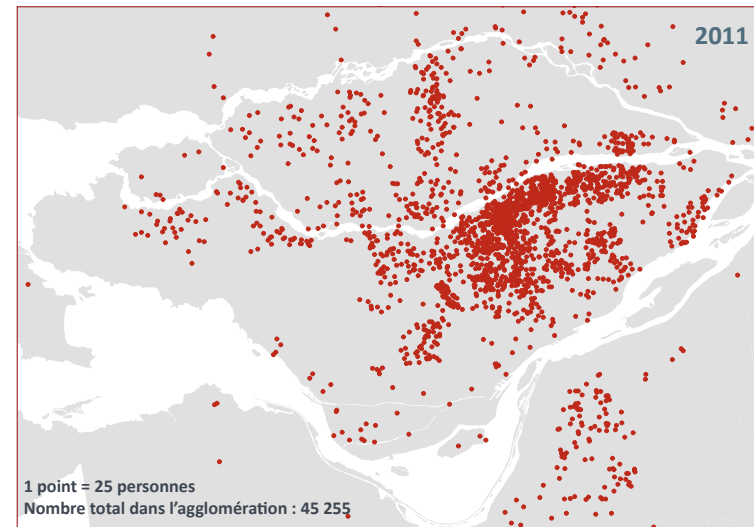 2011
1 point = 25 personnes
Nombre total dans l’agglomération : 45 255